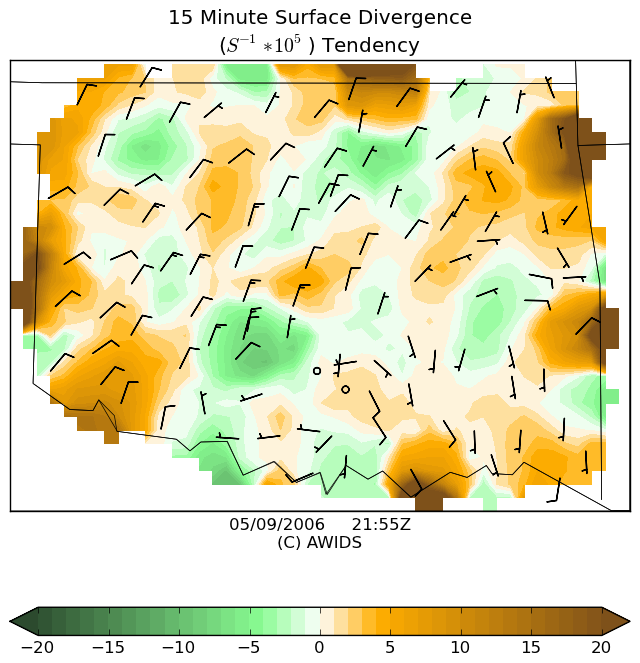 15 Minute Surface Divergence
(S⁻¹ *10⁵ ) Tendency
05/09/2006 21:55Z
(C) AWIDS
−20 −15 −10 −5 0 5 10 15 20